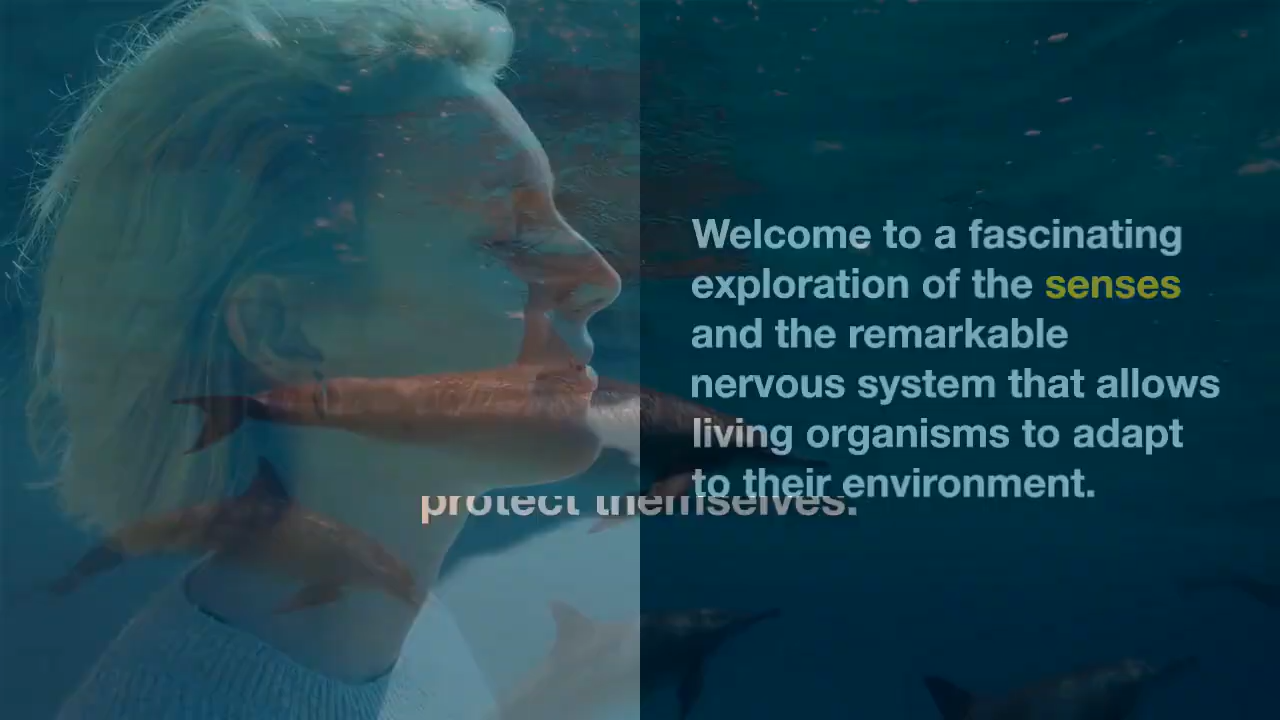 Welcome to a fascinating
exploration of the senses
and the remarkable
nervous system that allows
living organisms to adapt
to their environment.
protect themselves.